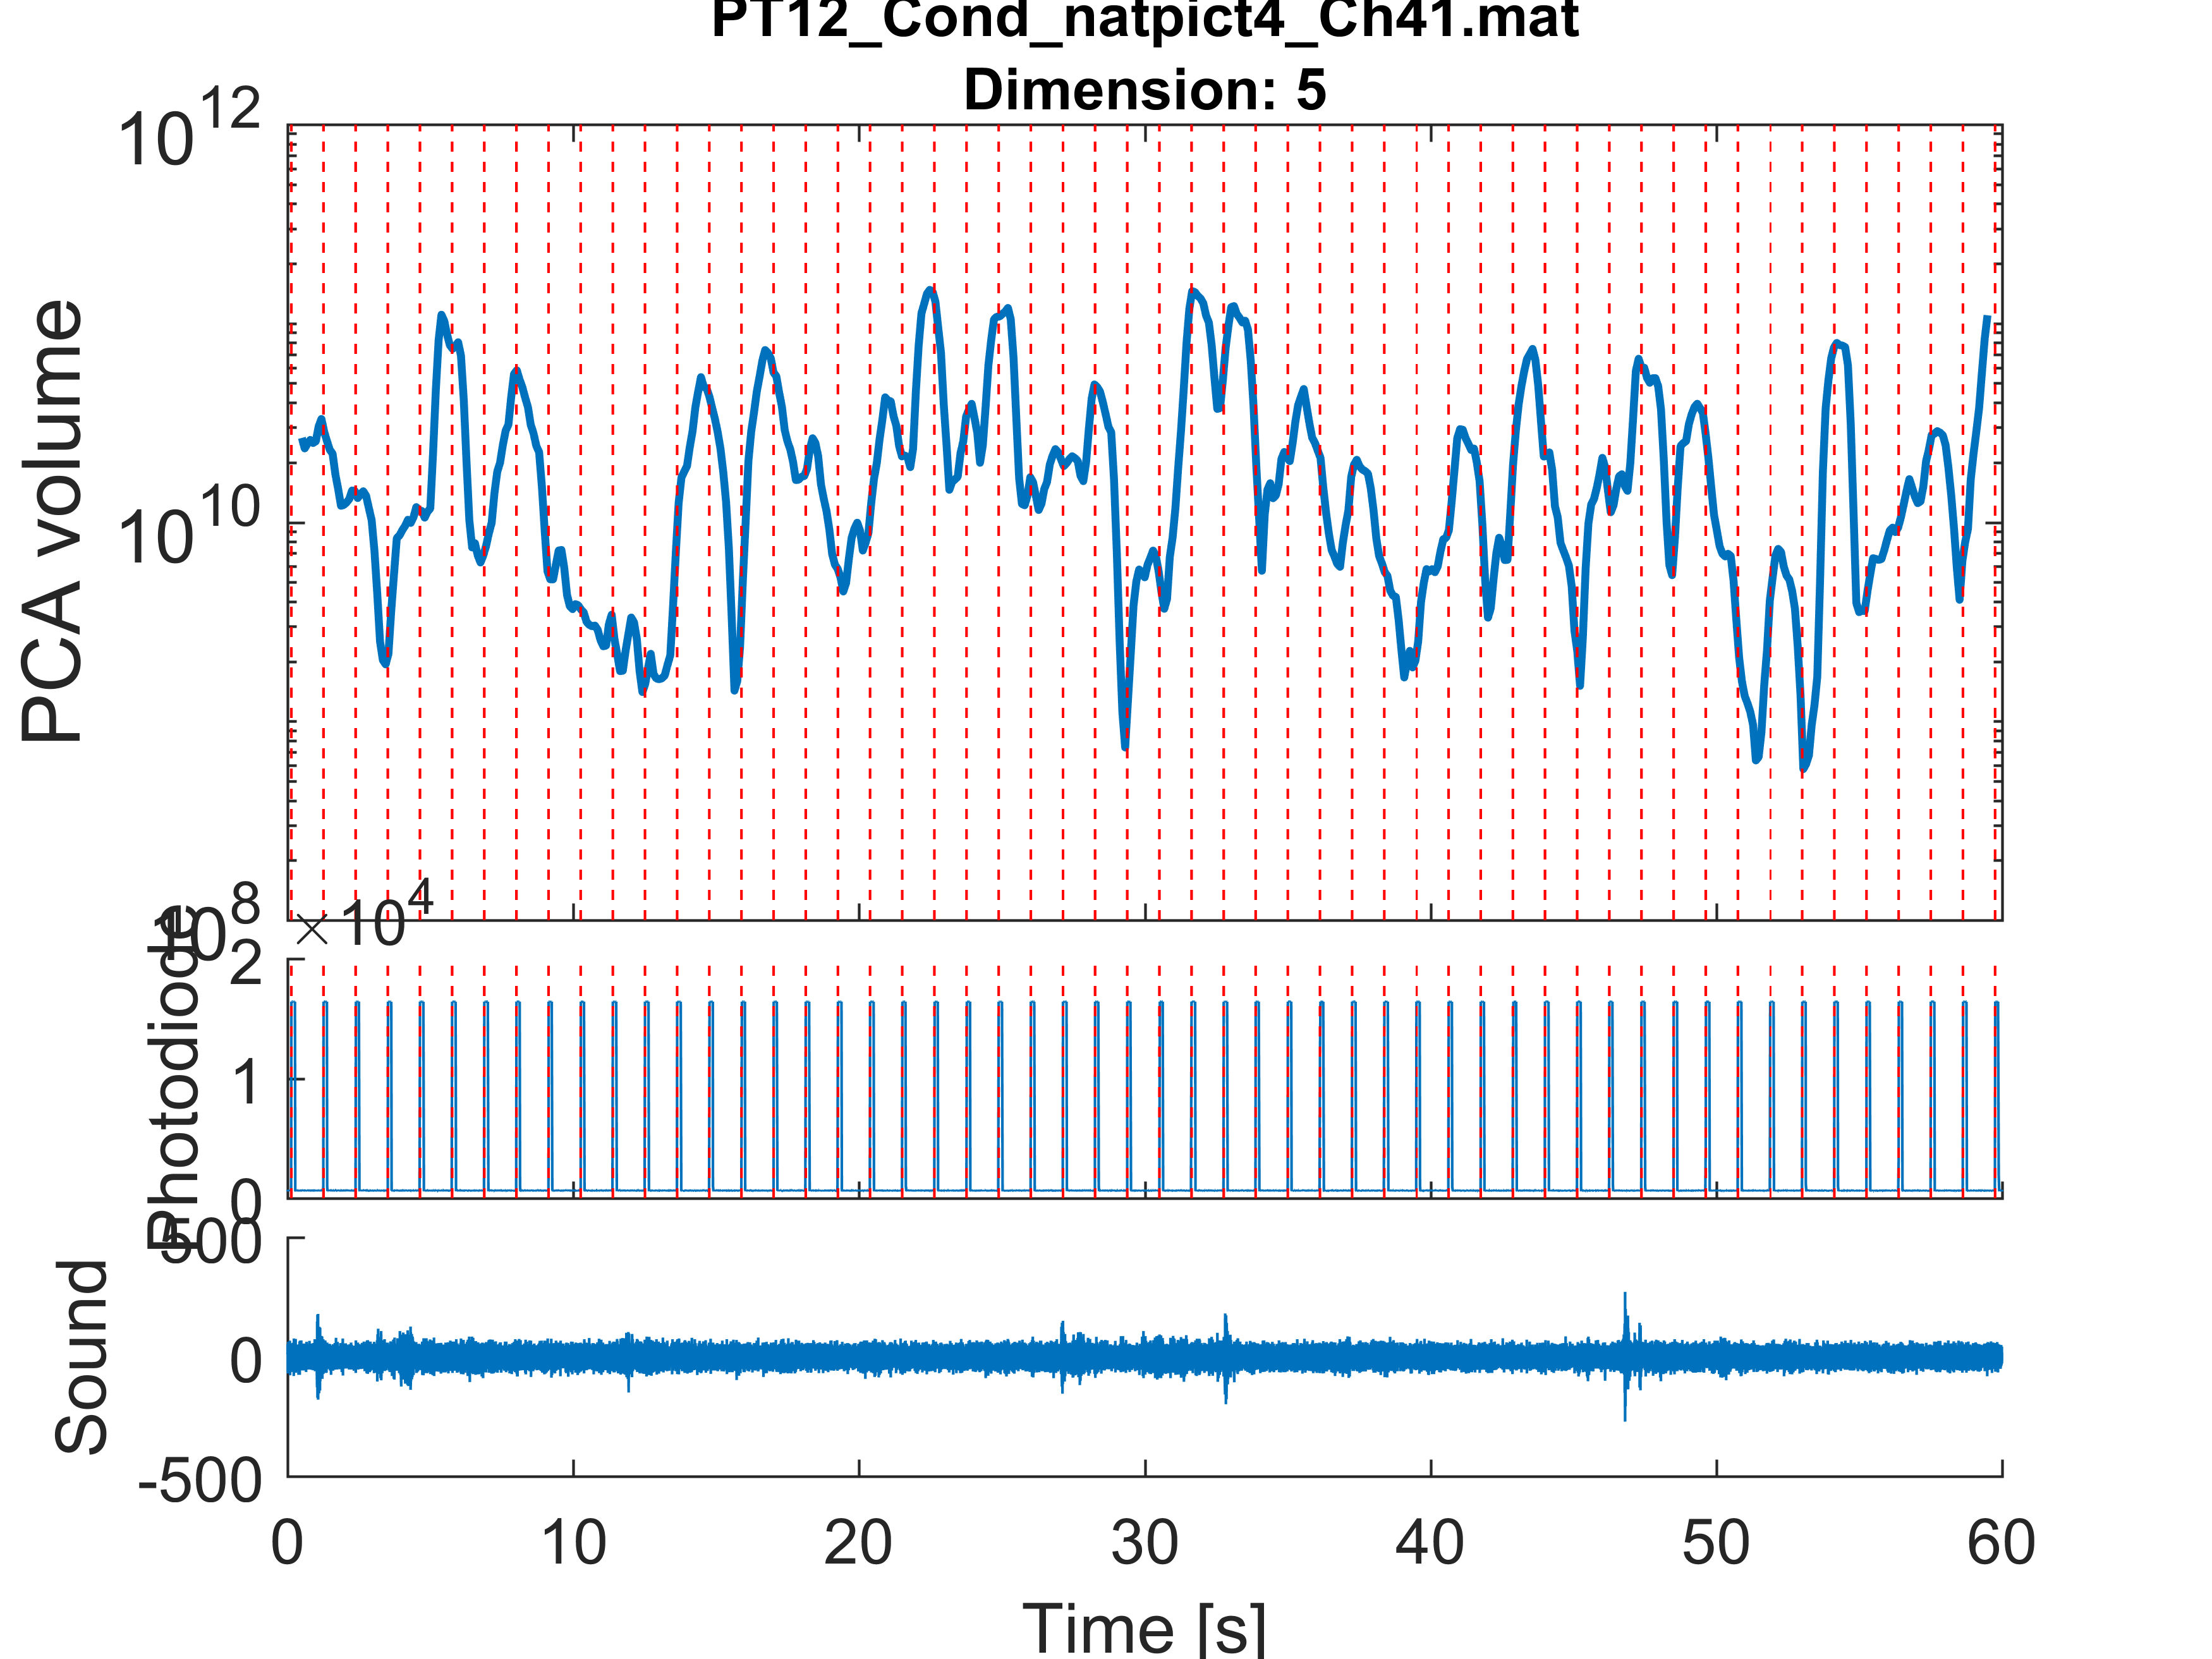 PT12_Cond_natpict4_Ch41.mat
Dimension: 5
PCA volume
10^12
10^10
10^8
× 10^4
Photodiode
2
1
0
Sound
500
0
-500
0 10 20 30 40 50 60
Time [s]